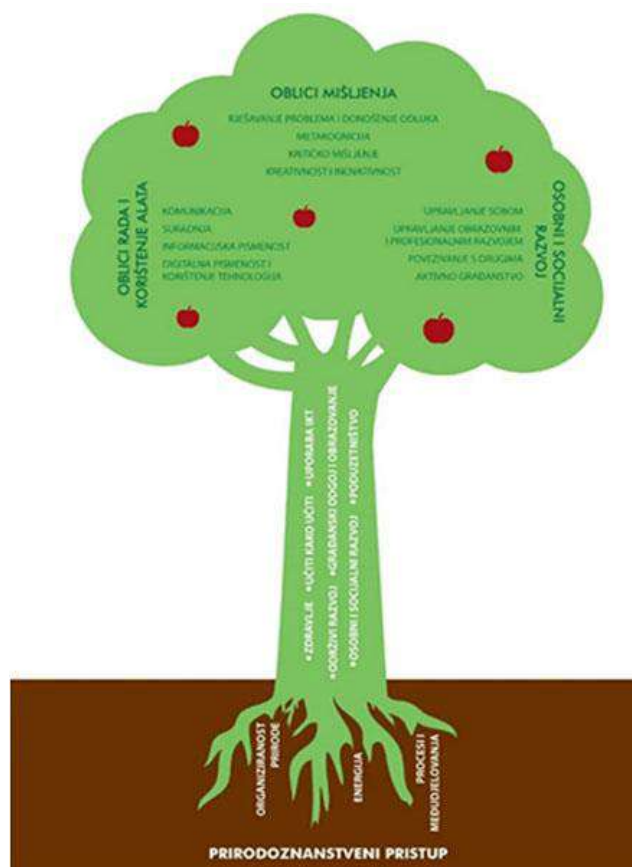 OBLICI MIŠLJENJA
RJEŠAVANJE PROBLEMA I DONOŠENJE ODLUKA
METAKOGNICIJA
KRITIČKO MIŠLJENJE
KREATIVNOST I INOVATIVNOST
OBLICI RADA I
KORIŠTENJE ALATA
KOMUNIKACIJA
SURADNJA
INFORMACIJSKA PISMENOST
DIGITALNA PISMENOST I
KORIŠTENJE TEHNOLOGIJA
UPRAVLJANJE SOBOM
UPRAVLJANJE OBRAZOVNIM
I PROFESIONALNIM RAZVOJEM
POVEZIVANJE S DRUGIMA
AKTIVNO GRAĐANSTVO
OSOBNI I SOCIJALNI
RAZVOJ
•ZDRAVLJE •UČITI KAKO UČITI •UPORABA IKT
•ODRŽIVI RAZVOJ •GRAĐANSKI ODGOJ I OBRAZOVANJE
•OSOBNI I SOCIJALNI RAZVOJ •PODUZETNIŠTVO
ORGANIZIRANOST
PRIRODE
ENERGIJA
PROCESI I
MEĐUDJELOVANJA
PRIRODOZNANSTVENI PRISTUP